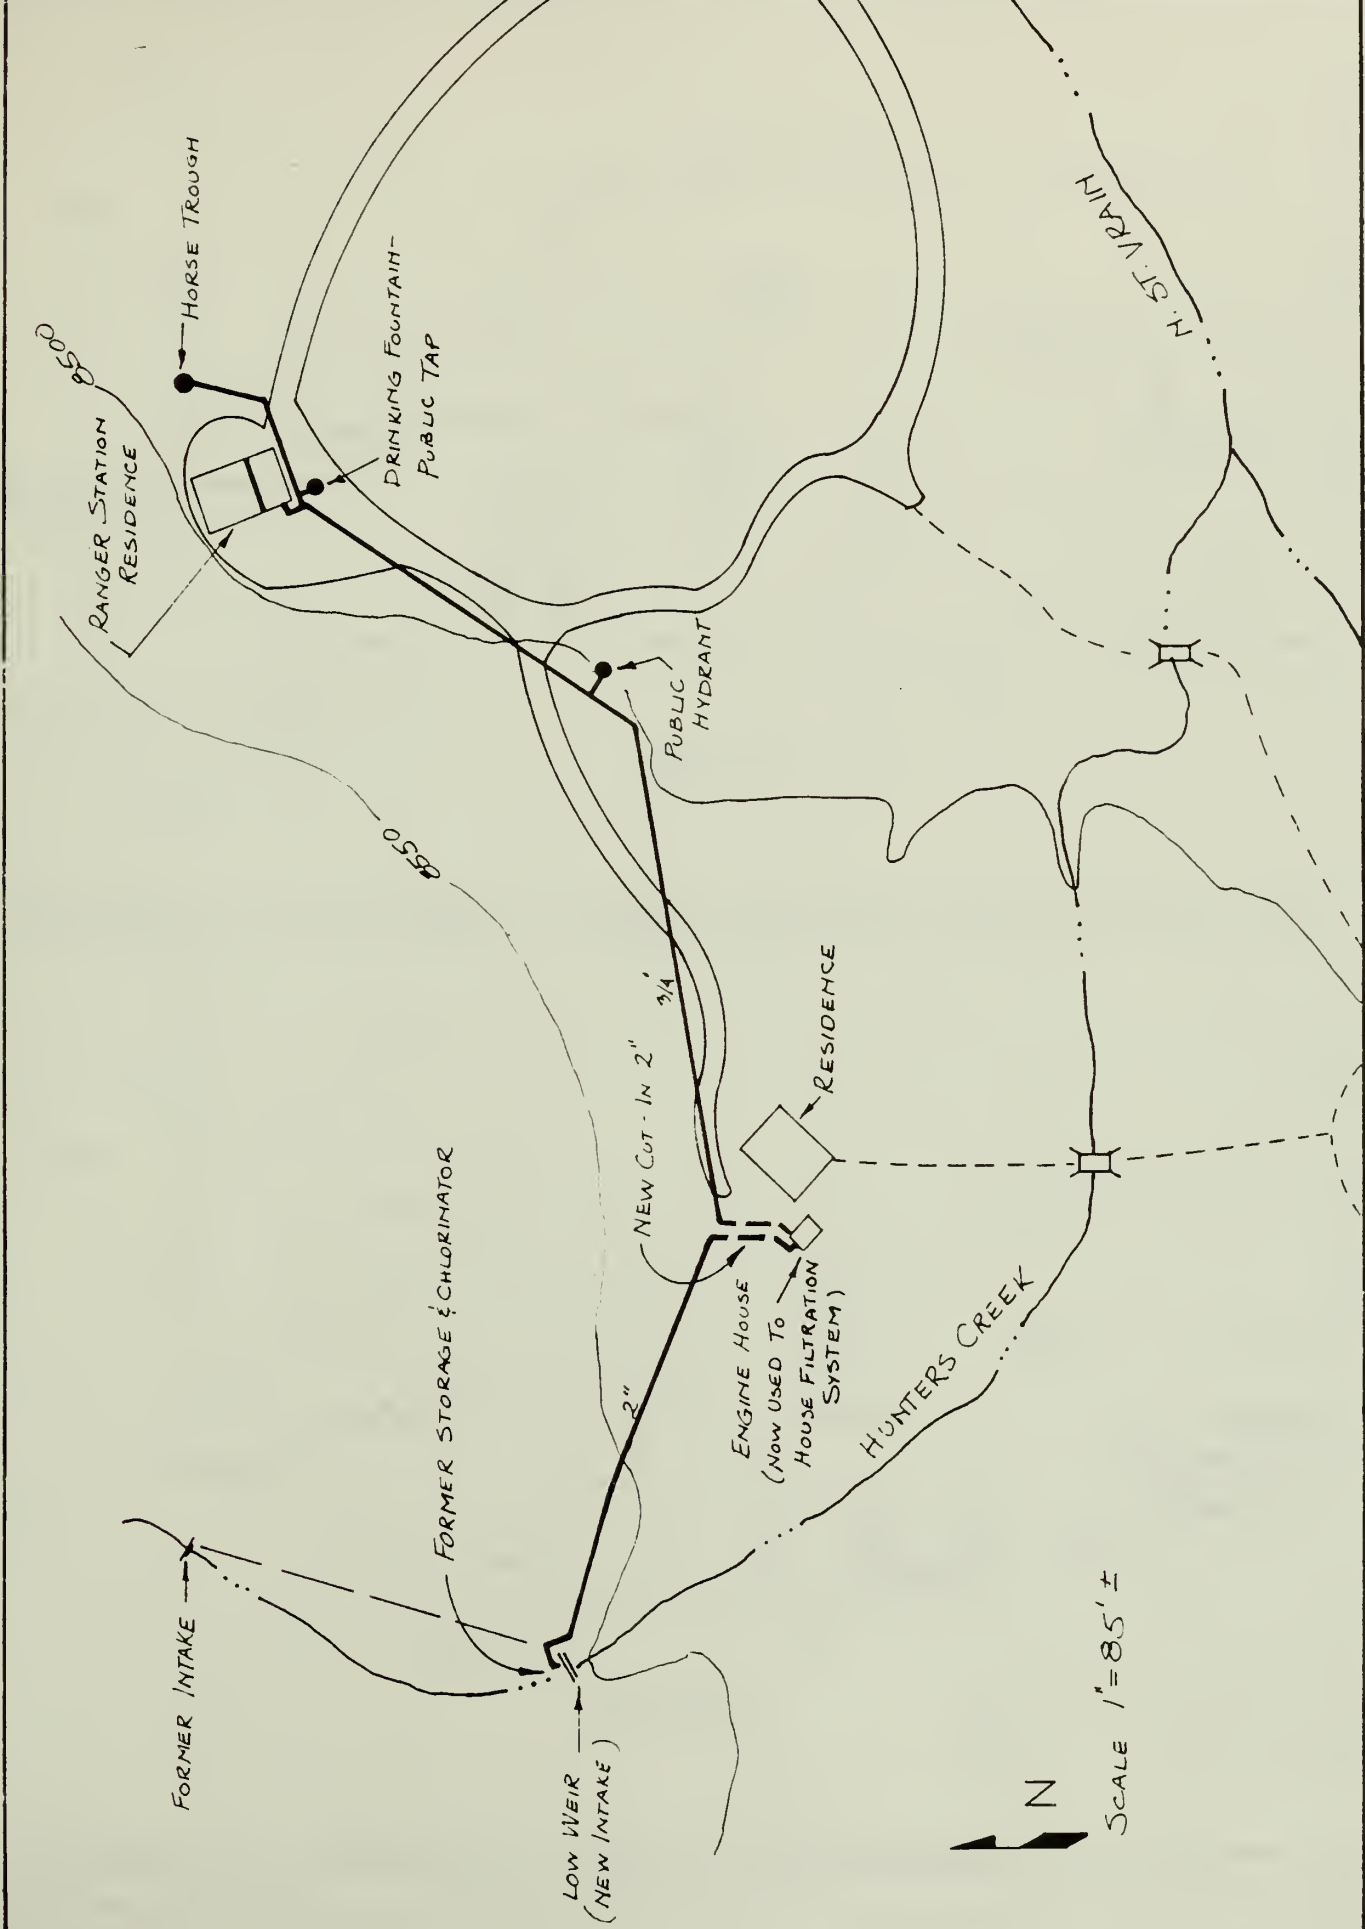 FORMER INTAKE
LOW WEIR
(NEW INTAKE)
FORMER STORAGE & CHLORINATOR
2"
NEW CUT-IN 2"
ENGINE HOUSE
(NOW USED TO
HOUSE FILTRATION
SYSTEM)
RESIDENCE
3/4"
8550
PUBLIC
HYDRANT
RANGER STATION
RESIDENCE
8500
HORSE TROUGH
DRINKING FOUNTAIN-
PUBLIC TAP
HUNTERS CREEK
N. ST. VRAIN
N
SCALE 1"=85' ±